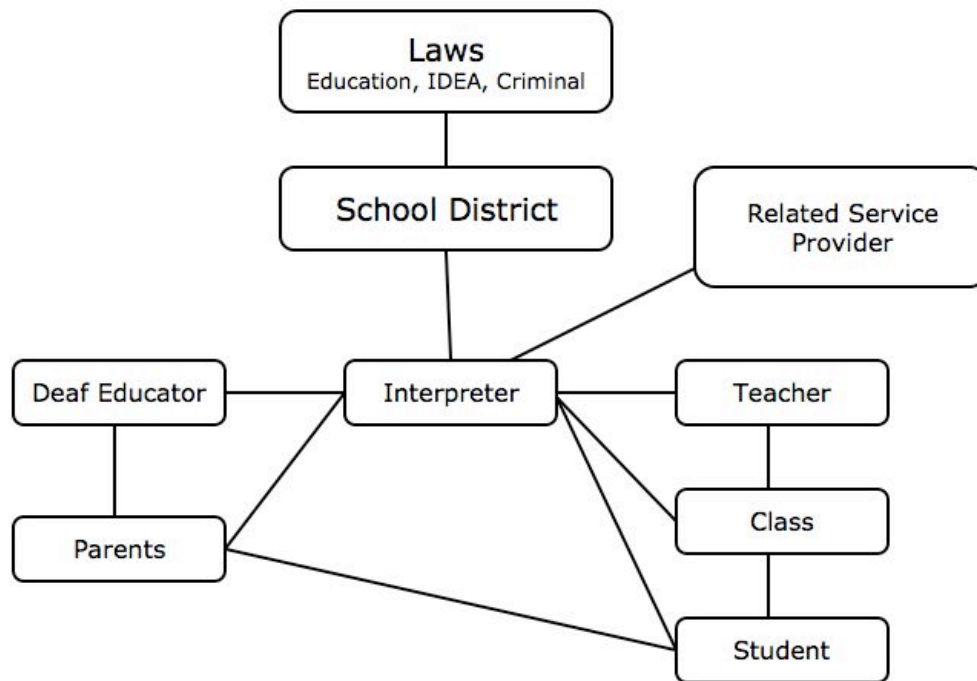 Laws
Education, IDEA, Criminal
School District
Related Service
Provider
Deaf Educator
Interpreter
Teacher
Class
Parents
Student